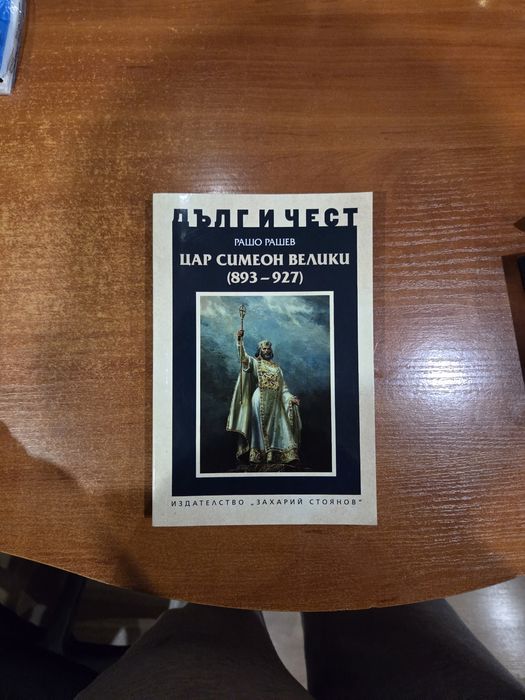 ДЪЛГ И ЧЕСТ
РАШО РАШЕВ
ЦАР СИМЕОН ВЕЛИКИ
(893 – 927)
ИЗДАТЕЛСТВО „ЗАХАРИЙ СТОЯНОВ“